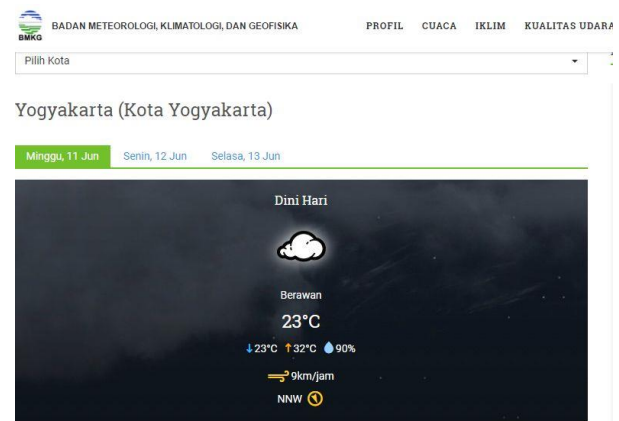 BMKG
BADAN METEOROLOGI, KLIMATOLOGI, DAN GEOFISIKA
PROFIL CUACA IKLIM KUALITAS UDARA
Pilih Kota
Yogyakarta (Kota Yogyakarta)
Minggu, 11 Jun Senin, 12 Jun Selasa, 13 Jun
Dini Hari
Berawan
23°C
↓23°C ↑32°C 90%
9km/jam
NNW